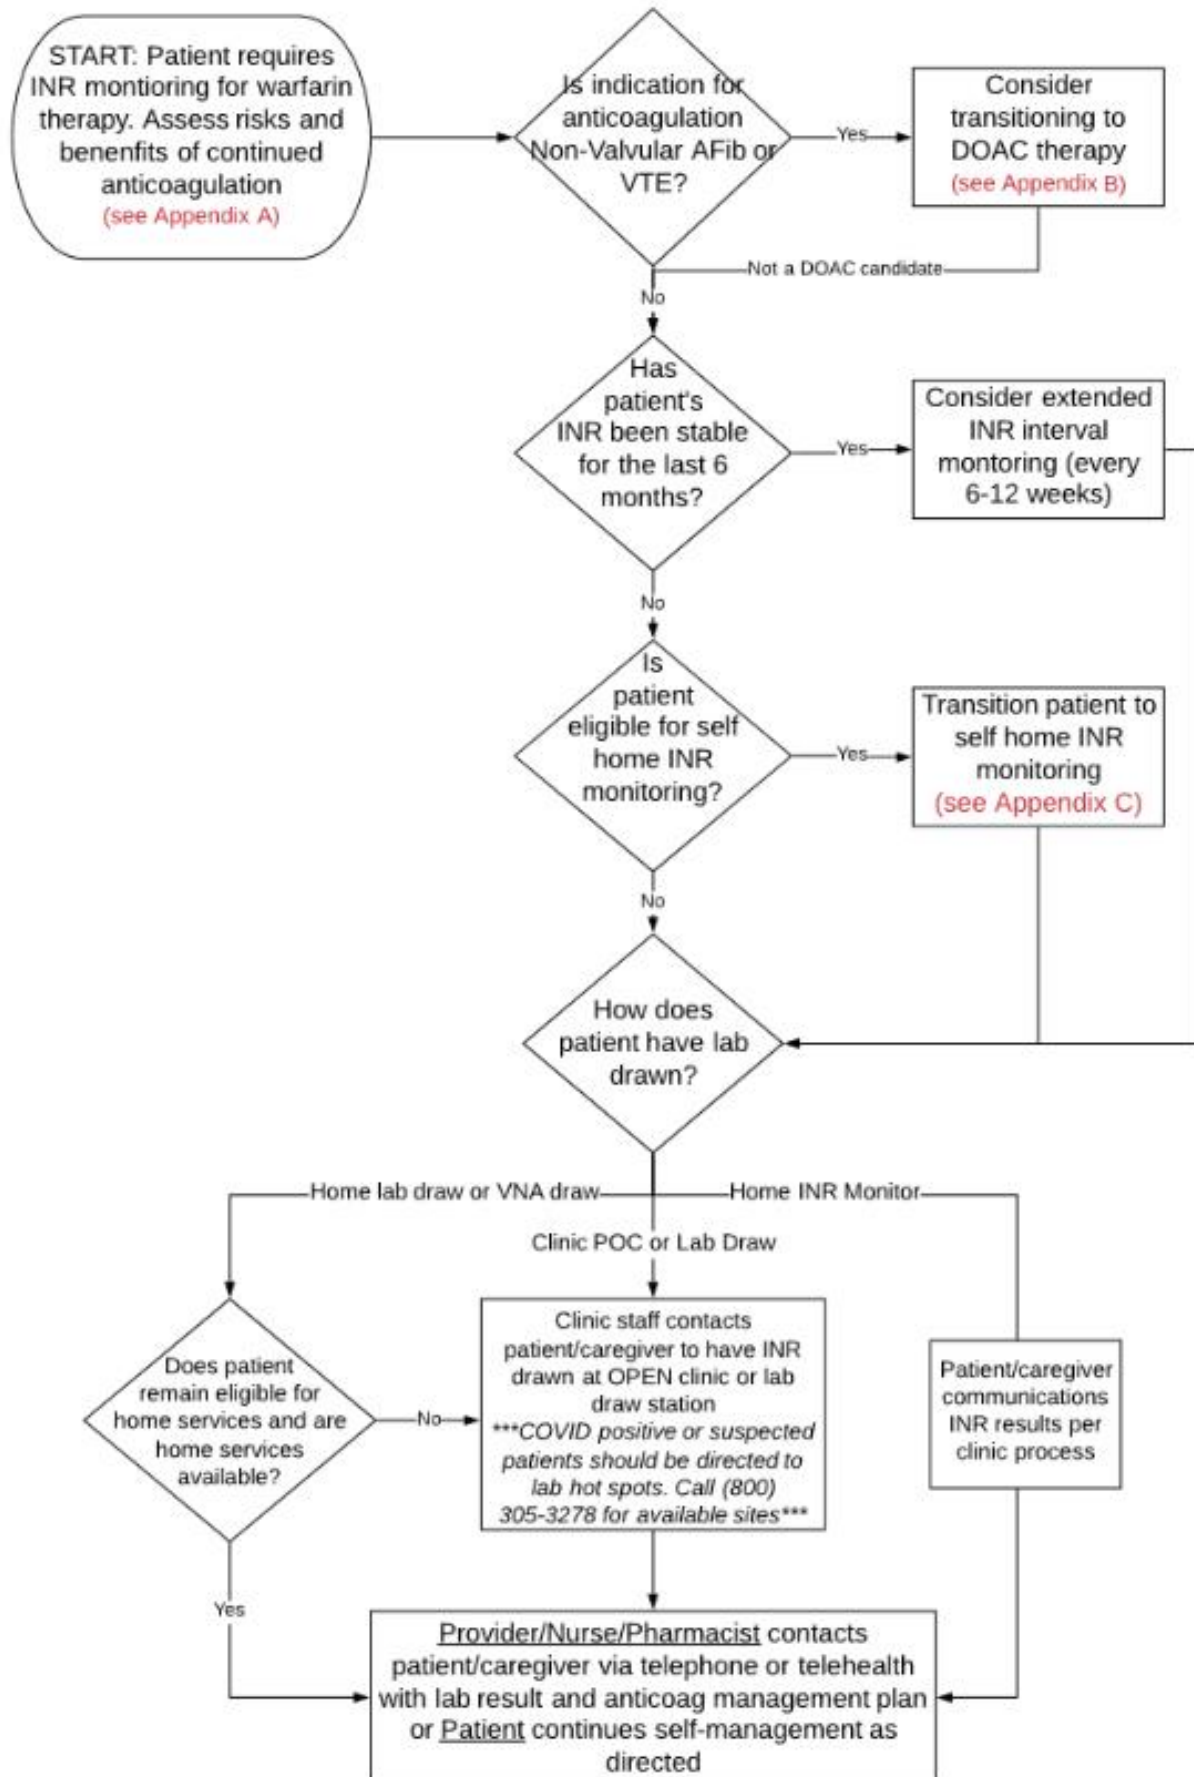 START: Patient requires
INR montioring for warfarin
therapy. Assess risks and
benenfits of continued
anticoagulation
(see Appendix A)
Is indication for
anticoagulation
Non-Valvular AFib or
VTE?
Yes
Consider
transitioning to
DOAC therapy
(see Appendix B)
Not a DOAC candidate
No
Has
patient's
INR been stable
for the last 6
months?
Yes
Consider extended
INR interval
montoring (every
6-12 weeks)
No
Is
patient
eligible for self
home INR
monitoring?
Yes
Transition patient to
self home INR
monitoring
(see Appendix C)
No
How does
patient have lab
drawn?
Home lab draw or VNA draw
Home INR Monitor
Clinic POC or Lab Draw
Does patient
remain eligible for
home services and are
home services
available?
No
Clinic staff contacts
patient/caregiver to have INR
drawn at OPEN clinic or lab
draw station
***COVID positive or suspected
patients should be directed to
lab hot spots. Call (800)
305-3278 for available sites***
Patient/caregiver
communications
INR results per
clinic process
Yes
Provider/Nurse/Pharmacist contacts
patient/caregiver via telephone or telehealth
with lab result and anticoag management plan
or Patient continues self-management as
directed